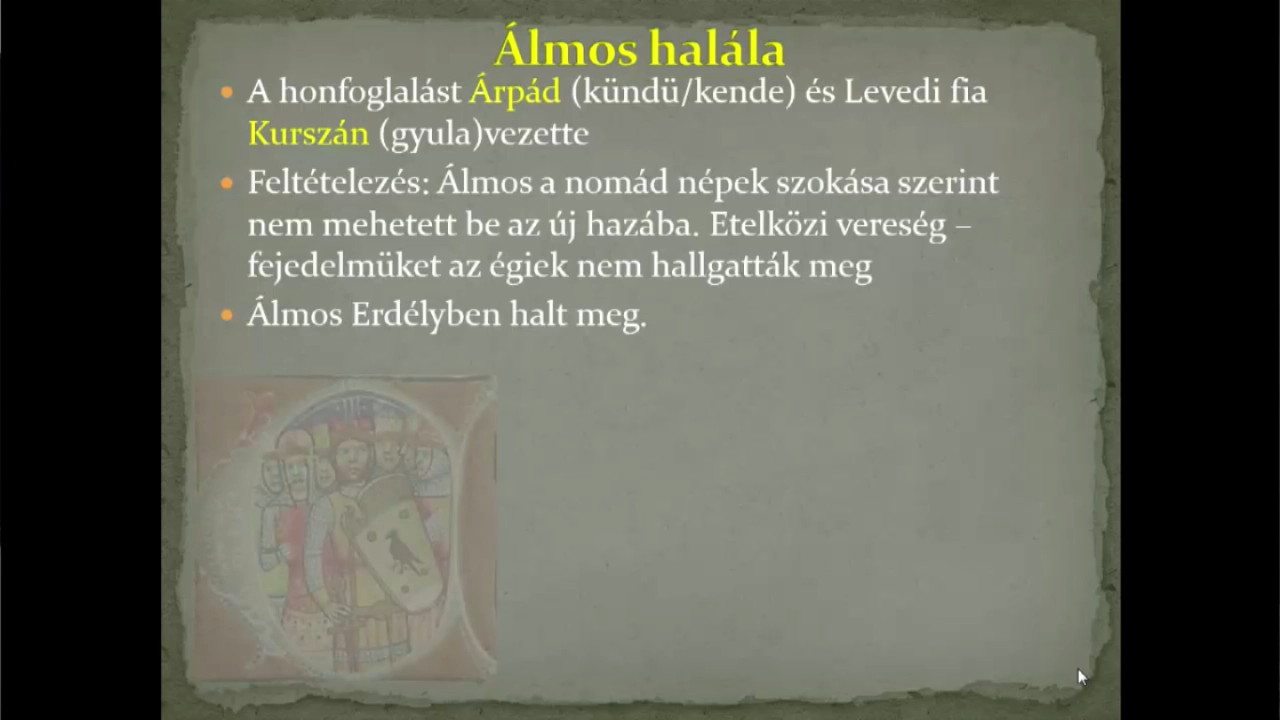 Álmos halála
• A honfoglalást Árpád (kündü/kende) és Levedi fia
Kurszán (gyula)vezette
• Feltételezés: Álmos a nomád népek szokása szerint
nem mehetett be az új hazába. Etelközi vereség –
fejedelmüket az égiek nem hallgatták meg
• Álmos Erdélyben halt meg.